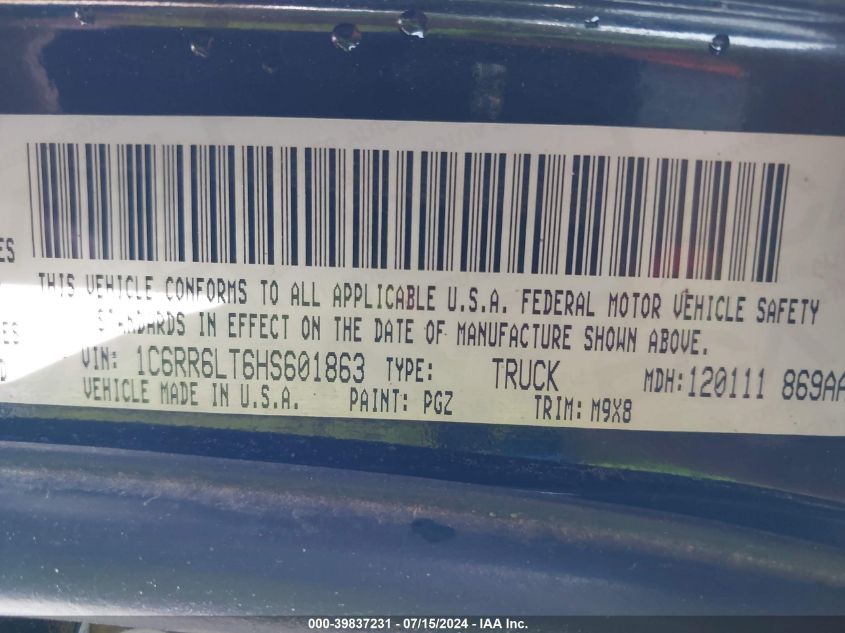 THIS VEHICLE CONFORMS TO ALL APPLICABLE U.S.A. FEDERAL MOTOR VEHICLE SAFETY
STANDARDS IN EFFECT ON THE DATE OF MANUFACTURE SHOWN ABOVE.
VIN: 1C6RR6LT6HS601863 TYPE: TRUCK MDH:120111 869AA
VEHICLE MADE IN U.S.A. PAINT: PGZ TRIM: M9X8
000-39837231 - 07/15/2024 - IAA Inc.